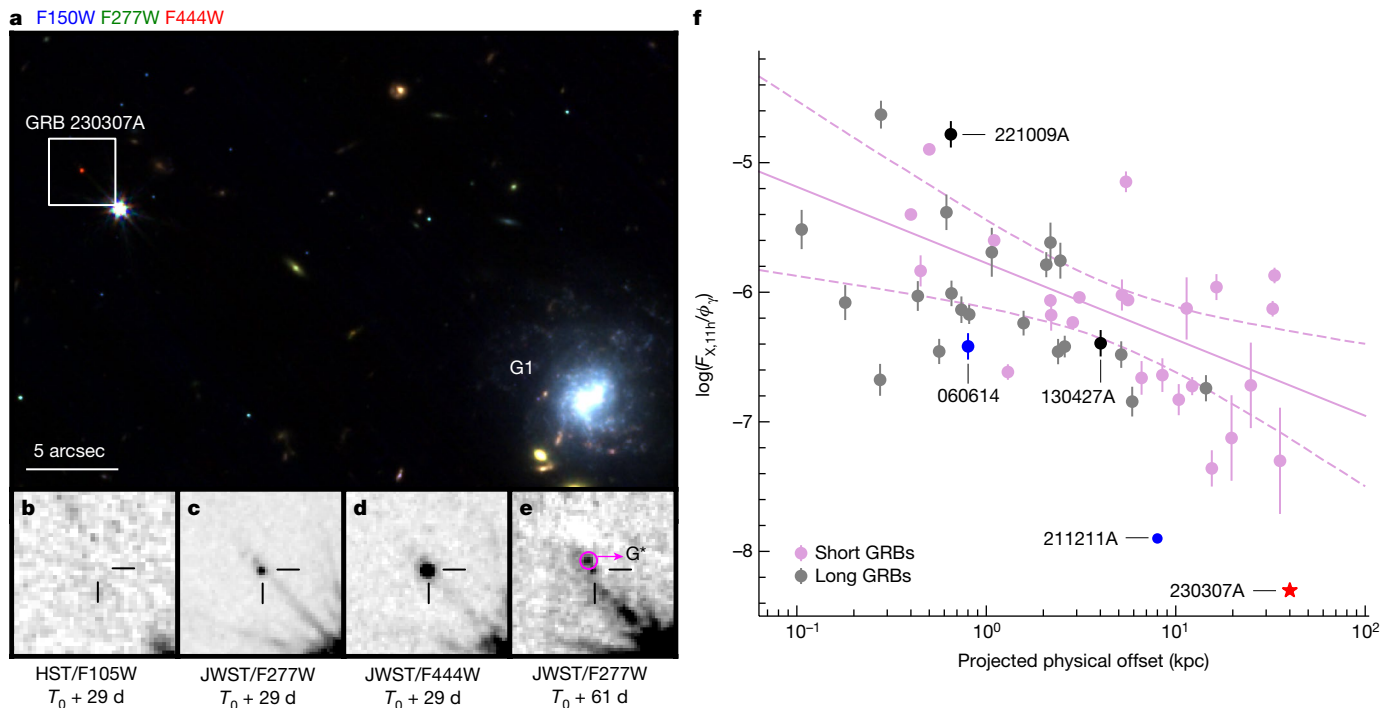 a F150W F277W F444W
GRB 230307A
G1
5 arcsec
b
c
d
e
G*
HST/F105W
T0 + 29 d
JWST/F277W
T0 + 29 d
JWST/F444W
T0 + 29 d
JWST/F277W
T0 + 61 d
f
log(FX,11h/ϕγ)
–5
–6
–7
–8
221009A
060614
130427A
211211A
230307A
Short GRBs
Long GRBs
10⁻¹
10⁰
10¹
10²
Projected physical offset (kpc)